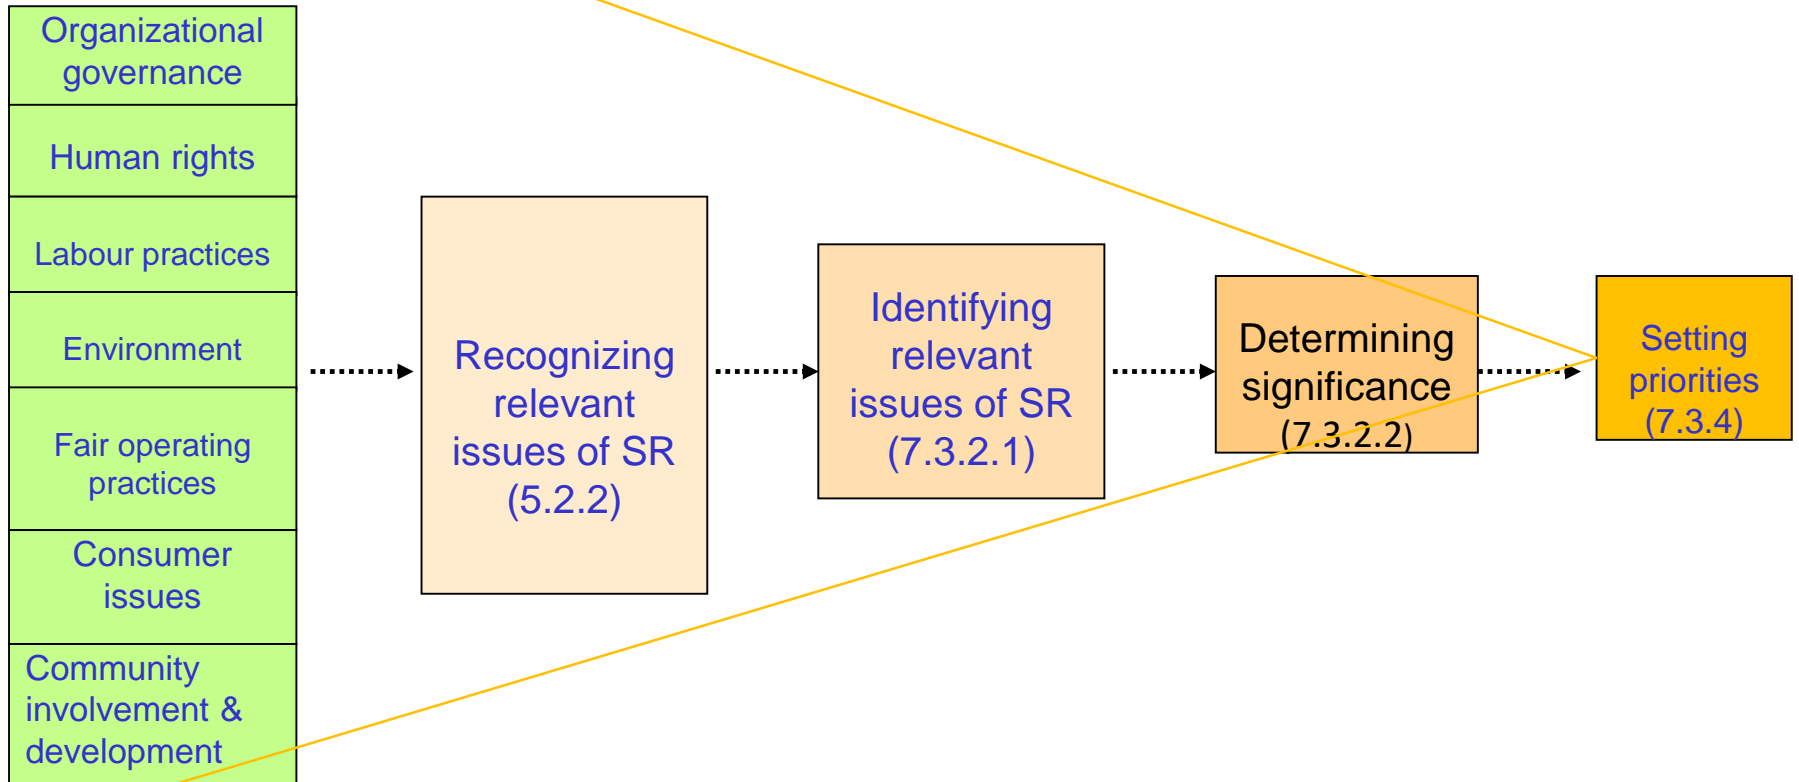 Organizational
governance
Human rights
Labour practices
Environment
Fair operating
practices
Consumer
issues
Community
involvement &
development
Recognizing
relevant
issues of SR
(5.2.2)
Identifying
relevant
issues of SR
(7.3.2.1)
Determining
significance
(7.3.2.2)
Setting
priorities
(7.3.4)